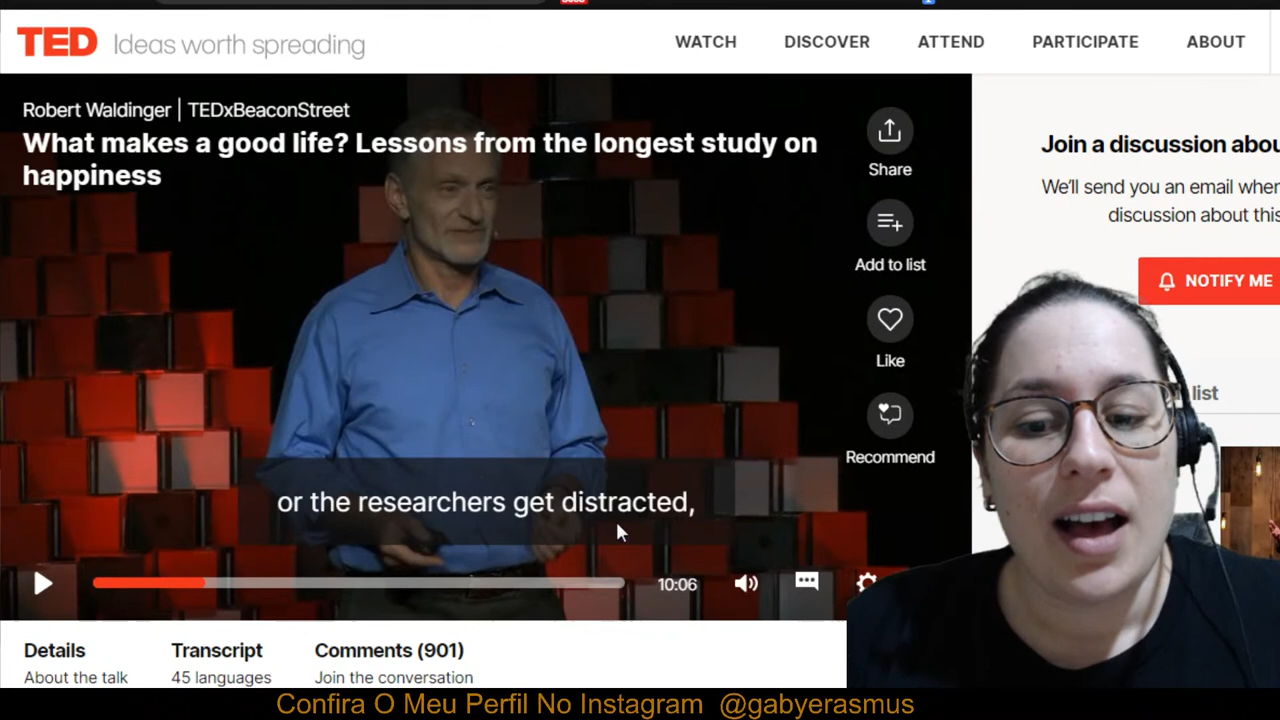 TED Ideas worth spreading
WATCH DISCOVER ATTEND PARTICIPATE ABOUT
Robert Waldinger | TEDxBeaconStreet
What makes a good life? Lessons from the longest study on
happiness
Share
Add to list
Like
Recommend
or the researchers get distracted,
10:06
Join a discussion
We'll send you an email
discussion about this
NOTIFY ME
list
Details
About the talk
Transcript
45 languages
Comments (901)
Join the conversation
Confira O Meu Perfil No Instagram @gabyerasmus